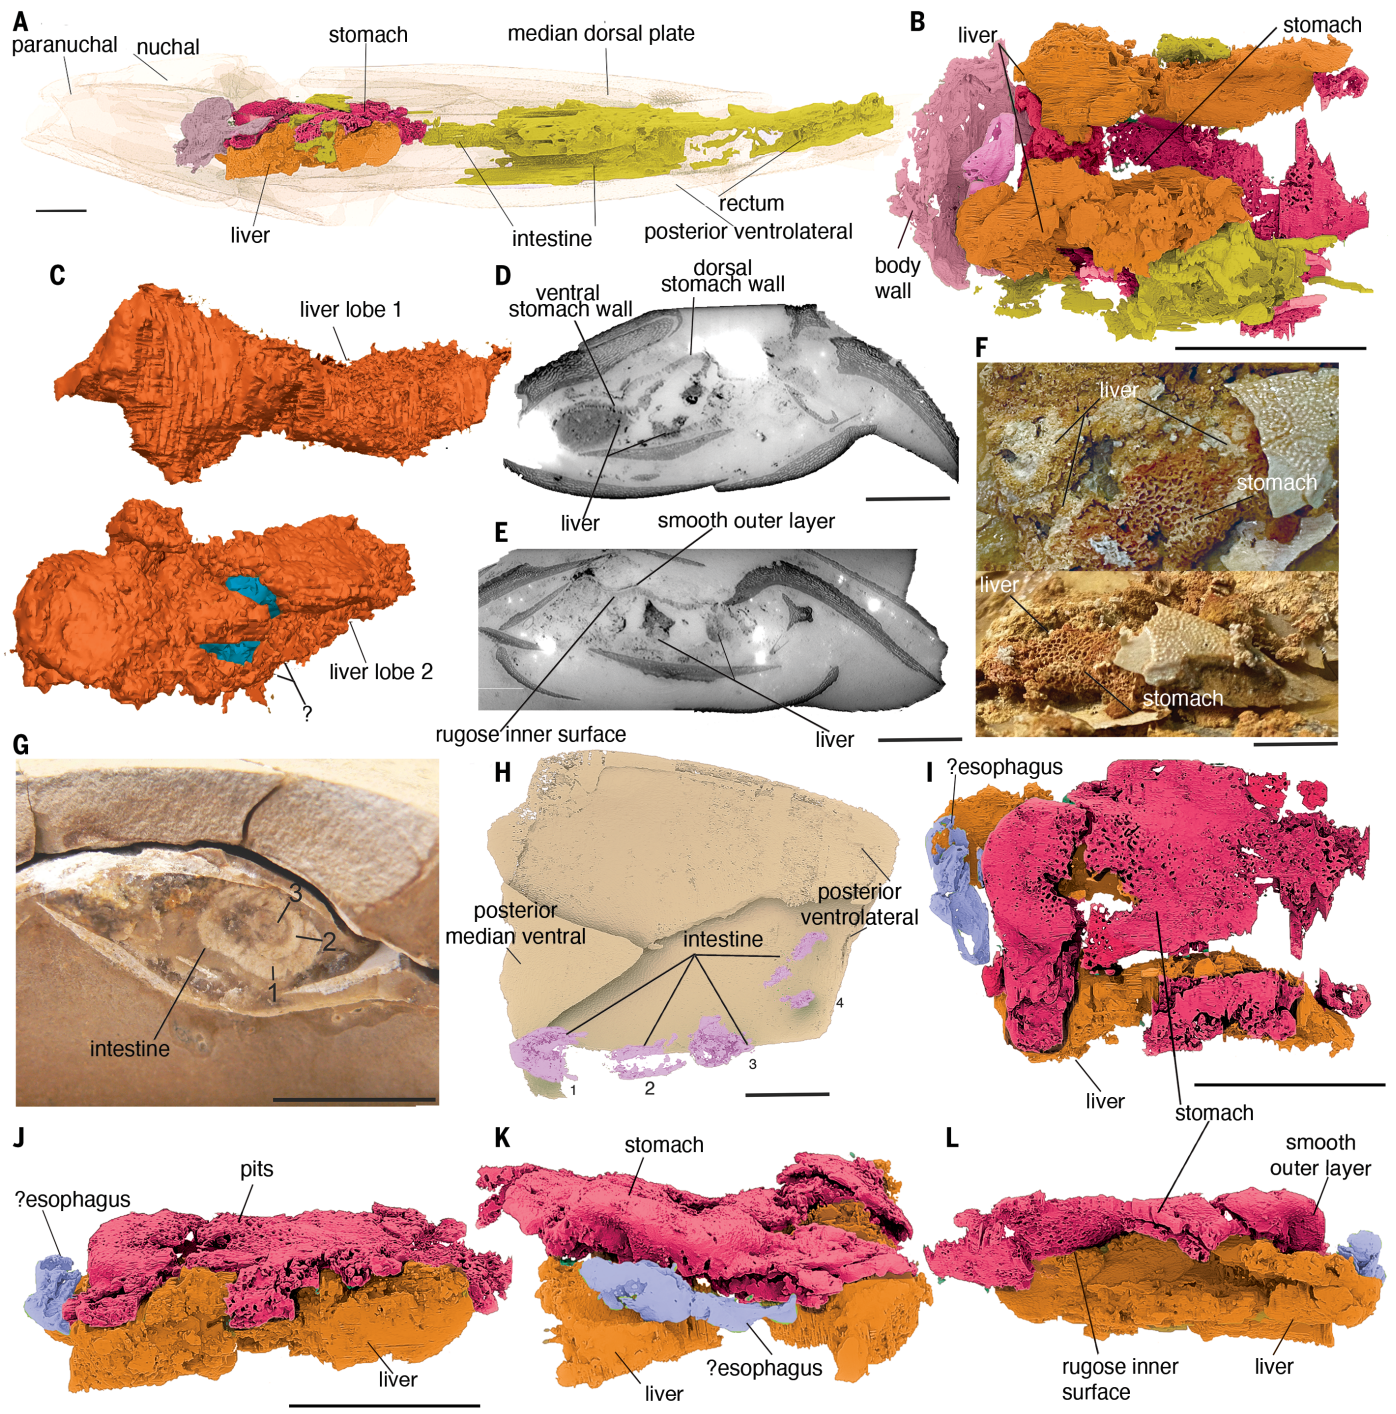 A
paranuchal
nuchal
stomach
median dorsal plate
liver
intestine
rectum
posterior ventrolateral
B
liver
stomach
body
wall
C
liver lobe 1
liver lobe 2
?
D
ventral
stomach wall
dorsal
stomach wall
liver
E
smooth outer layer
rugose inner surface
liver
F
liver
stomach
liver
stomach
G
3
2
1
intestine
H
posterior
median ventral
intestine
posterior
ventrolateral
1
2
3
4
I
?esophagus
liver
stomach
J
?esophagus
pits
liver
K
stomach
?esophagus
liver
L
smooth
outer layer
rugose inner
surface
liver